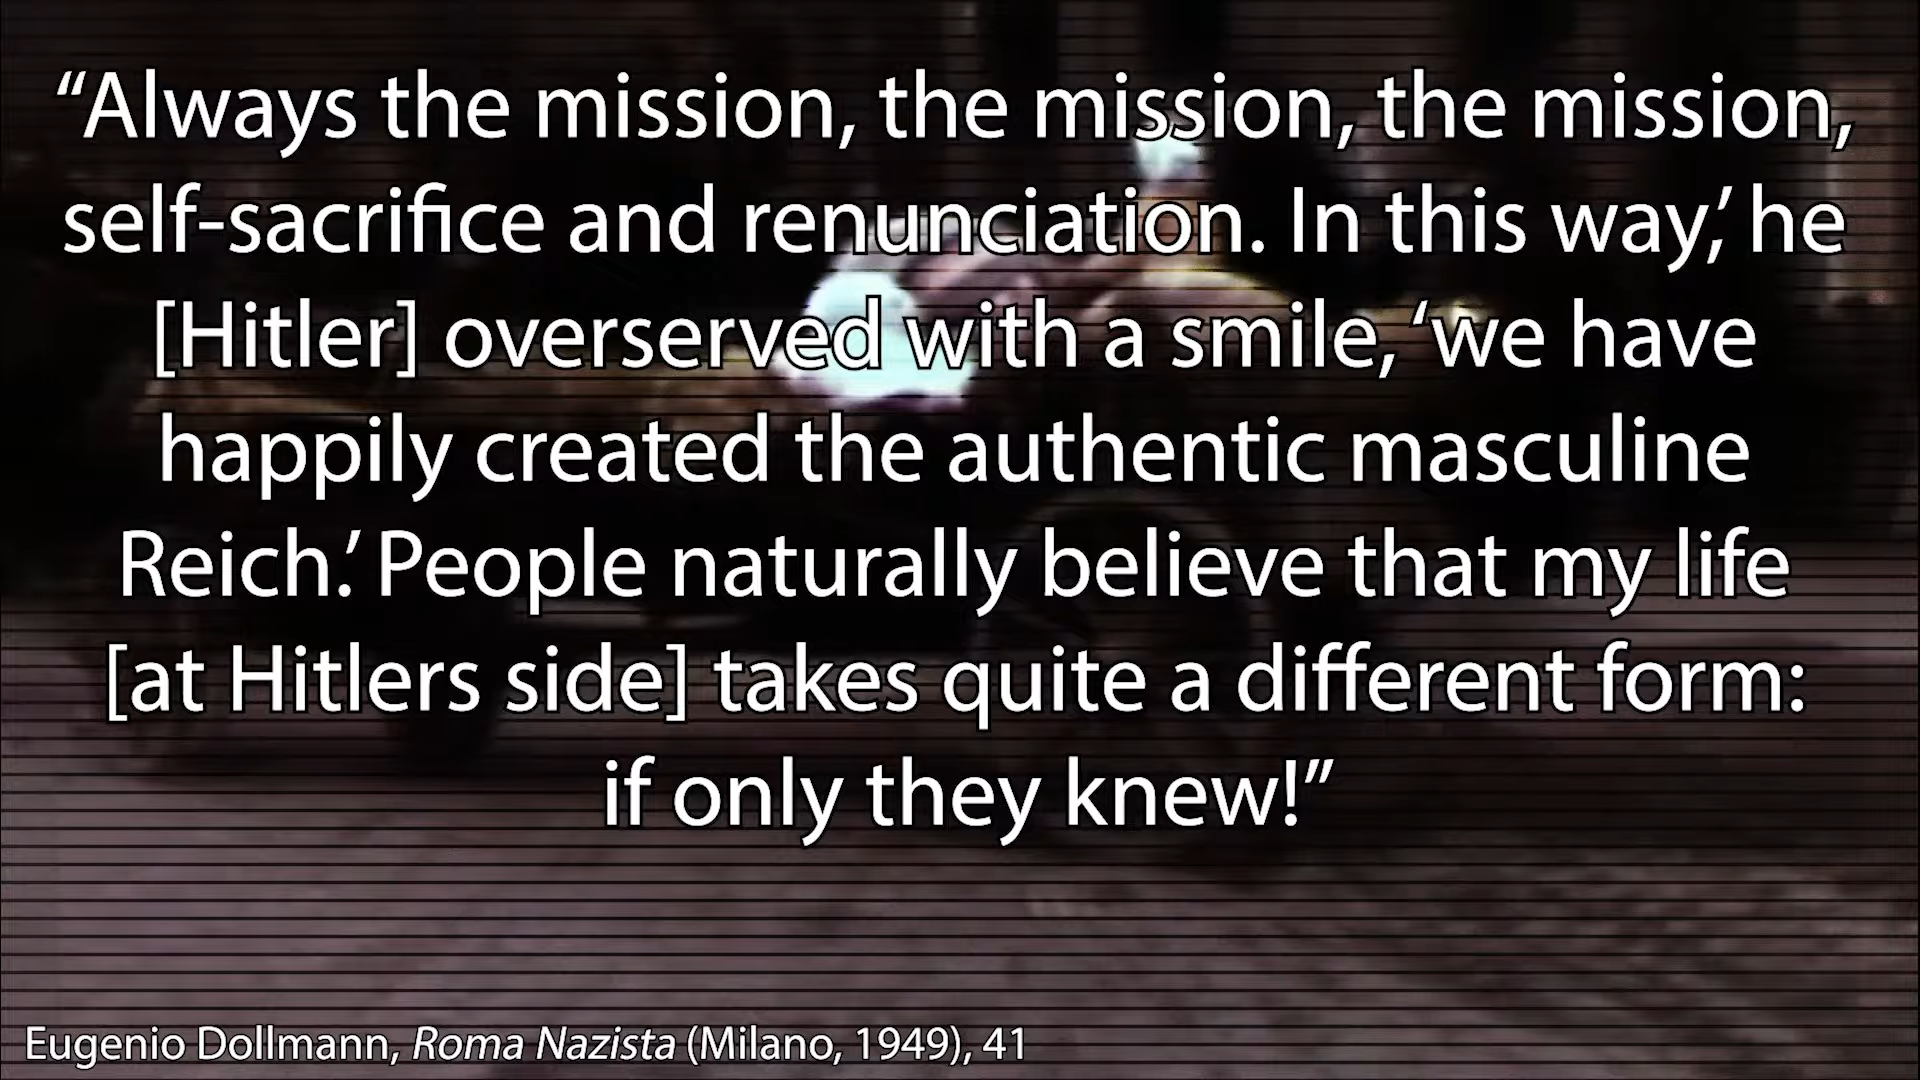 “Always the mission, the mission, the mission,
self-sacrifice and renunciation. In this way,’ he
[Hitler] overserved with a smile, ‘we have
happily created the authentic masculine
Reich.’ People naturally believe that my life
[at Hitlers side] takes quite a different form:
if only they knew!”
Eugenio Dollmann, Roma Nazista (Milano, 1949), 41